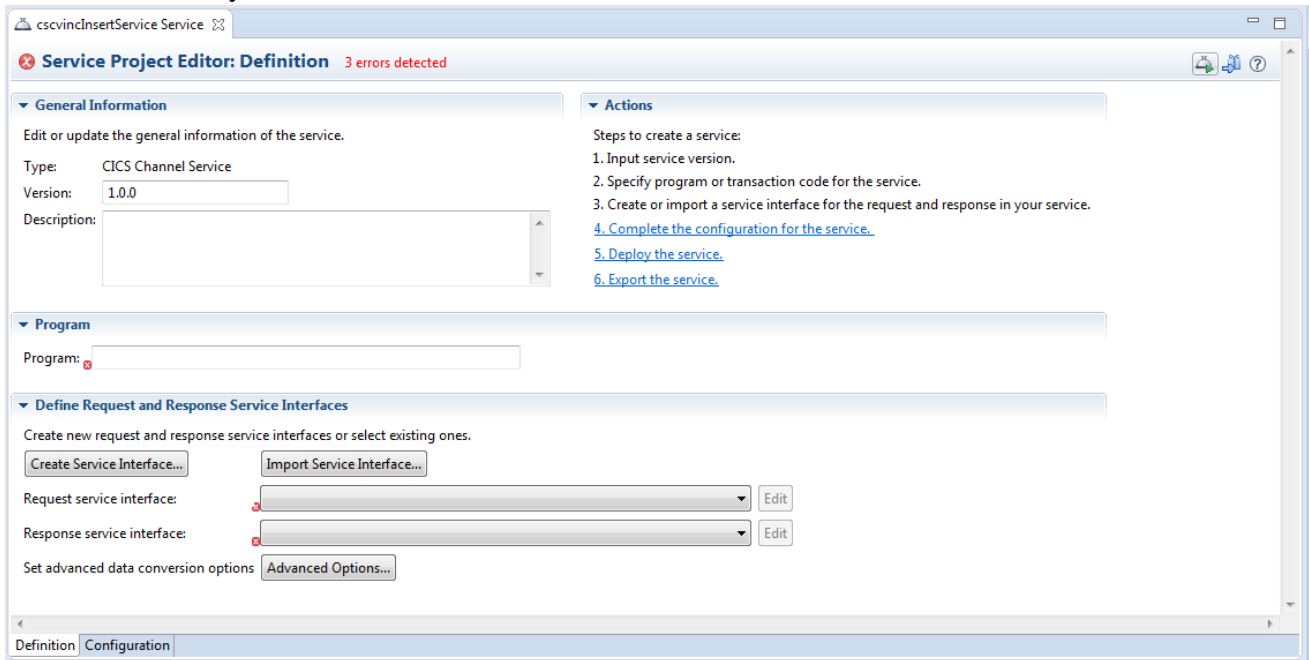 cscvincInsertService Service
Service Project Editor: Definition 3 errors detected
General Information
Edit or update the general information of the service.
Type: CICS Channel Service
Version: 1.0.0
Description:
Actions
Steps to create a service:
1. Input service version.
2. Specify program or transaction code for the service.
3. Create or import a service interface for the request and response in your service.
4. Complete the configuration for the service.
5. Deploy the service.
6. Export the service.
Program
Program:
Define Request and Response Service Interfaces
Create new request and response service interfaces or select existing ones.
Create Service Interface... Import Service Interface...
Request service interface: Edit
Response service interface: Edit
Set advanced data conversion options Advanced Options...
Definition Configuration